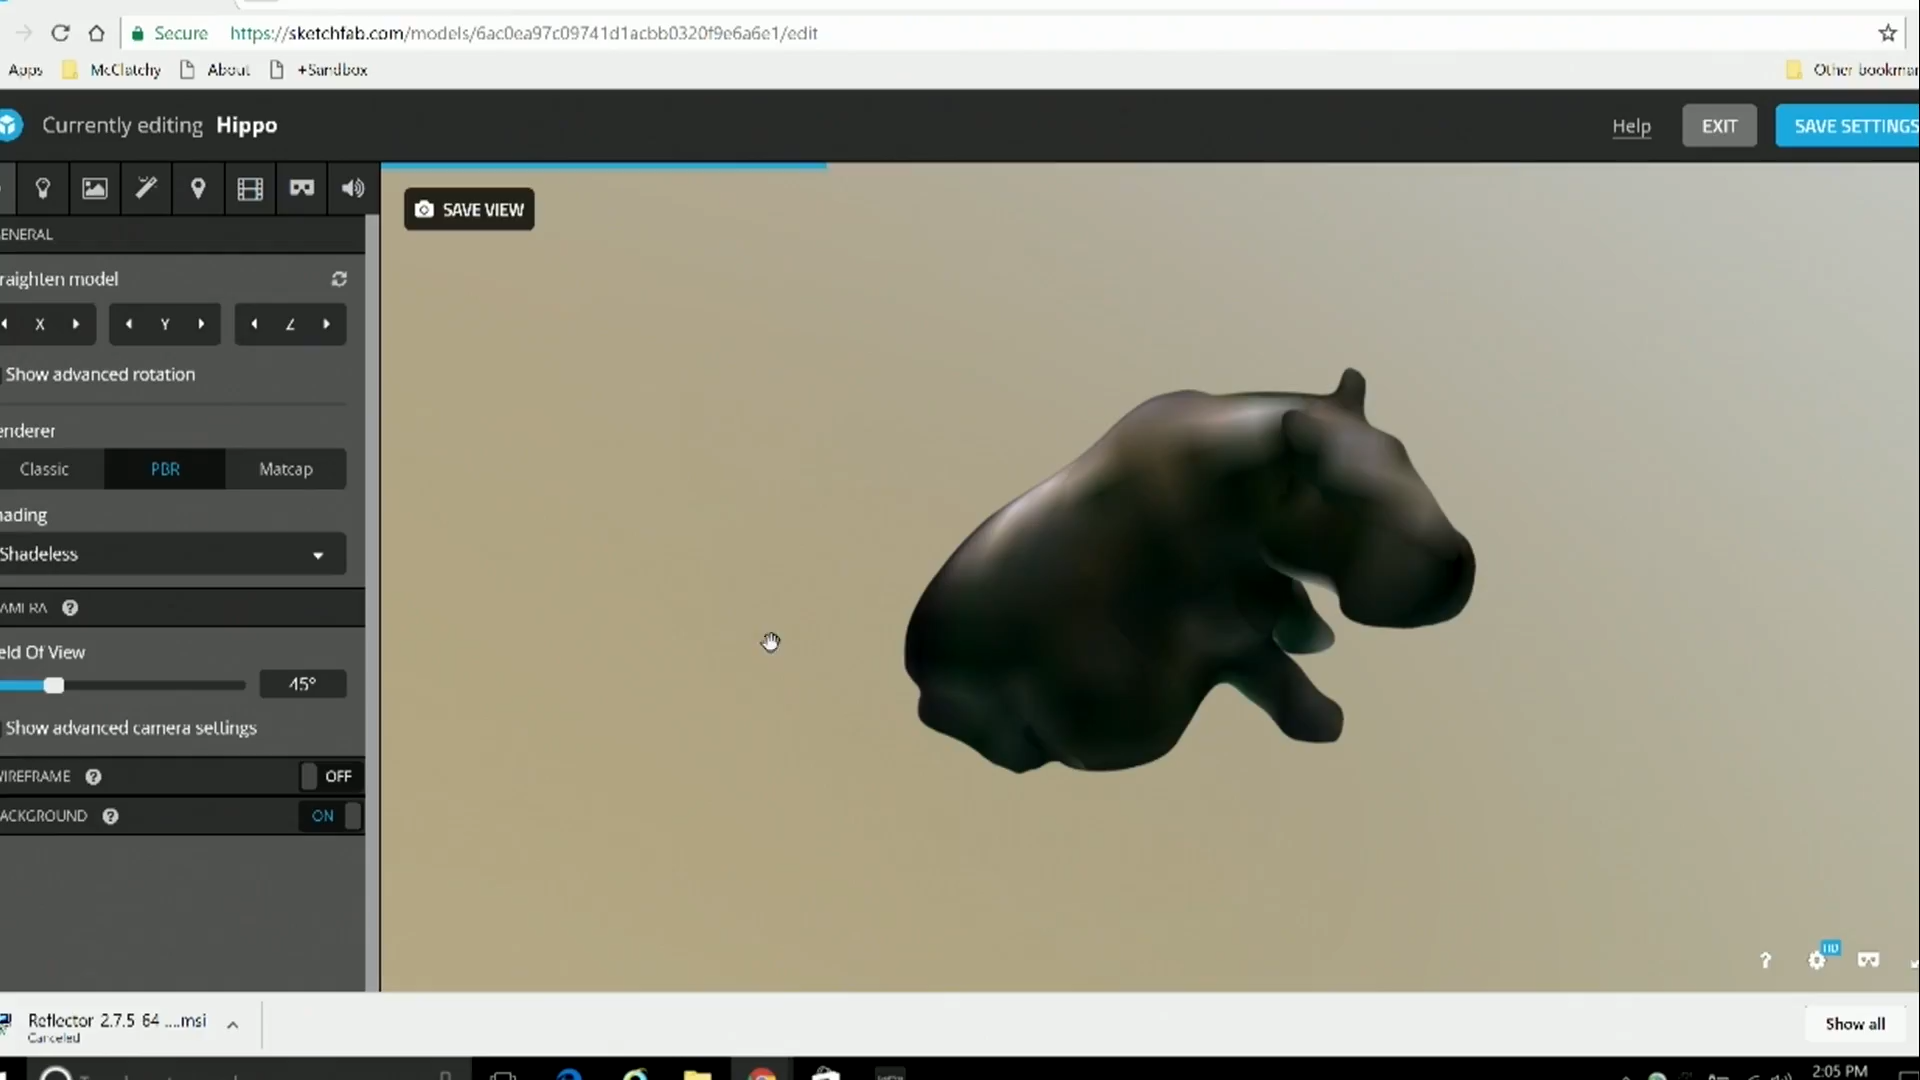 Secure https://sketchfab.com/models/6ac0ea97c09741d1acbb0320f9e6a6e1/edit
Apps McClatchy About +Sandbox Other bookmar
Currently editing Hippo Help EXIT SAVE SETTINGS
SAVE VIEW
ENERAL
raighten model
X Y Z
Show advanced rotation
enderer
Classic PBR Matcap
hading
Shadeless
AMERA ?
eld Of View
45°
Show advanced camera settings
WIREFRAME ? OFF
ACKGROUND ? ON
? HD
Reflector 2.7.5 64 ....msi
Canceled
Show all
2:05 PM